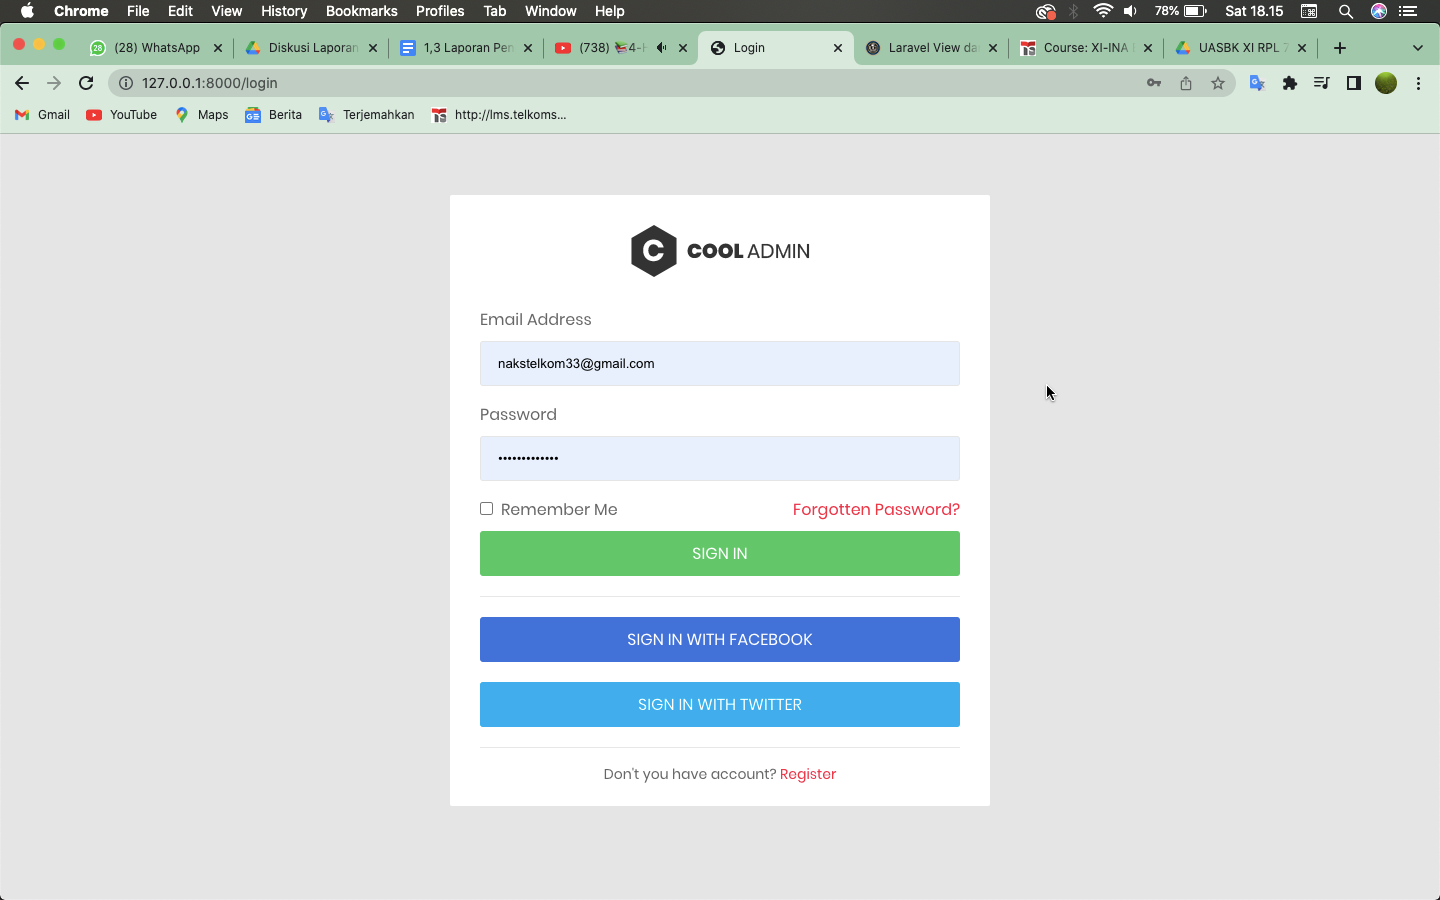 Chrome File Edit View History Bookmarks Profiles Tab Window Help 78% Sat 18.15
(28) WhatsApp Diskusi Laporan 1,3 Laporan Pen (738) 📚4-H Login Laravel View da Course: XI-INA UASBK XI RPL 7
127.0.0.1:8000/login
Gmail YouTube Maps Berita Terjemahkan http://lms.telkoms...
C COOL ADMIN
Email Address
nakstelkom33@gmail.com
Password
Remember Me Forgotten Password?
SIGN IN
SIGN IN WITH FACEBOOK
SIGN IN WITH TWITTER
Don't you have account? Register